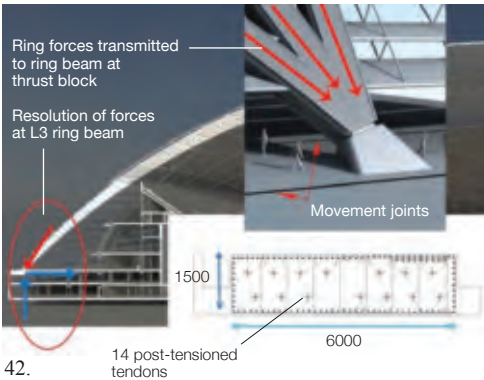 Ring forces transmitted
to ring beam at
thrust block
Resolution of forces
at L3 ring beam
Movement joints
1500
6000
14 post-tensioned
tendons
42.